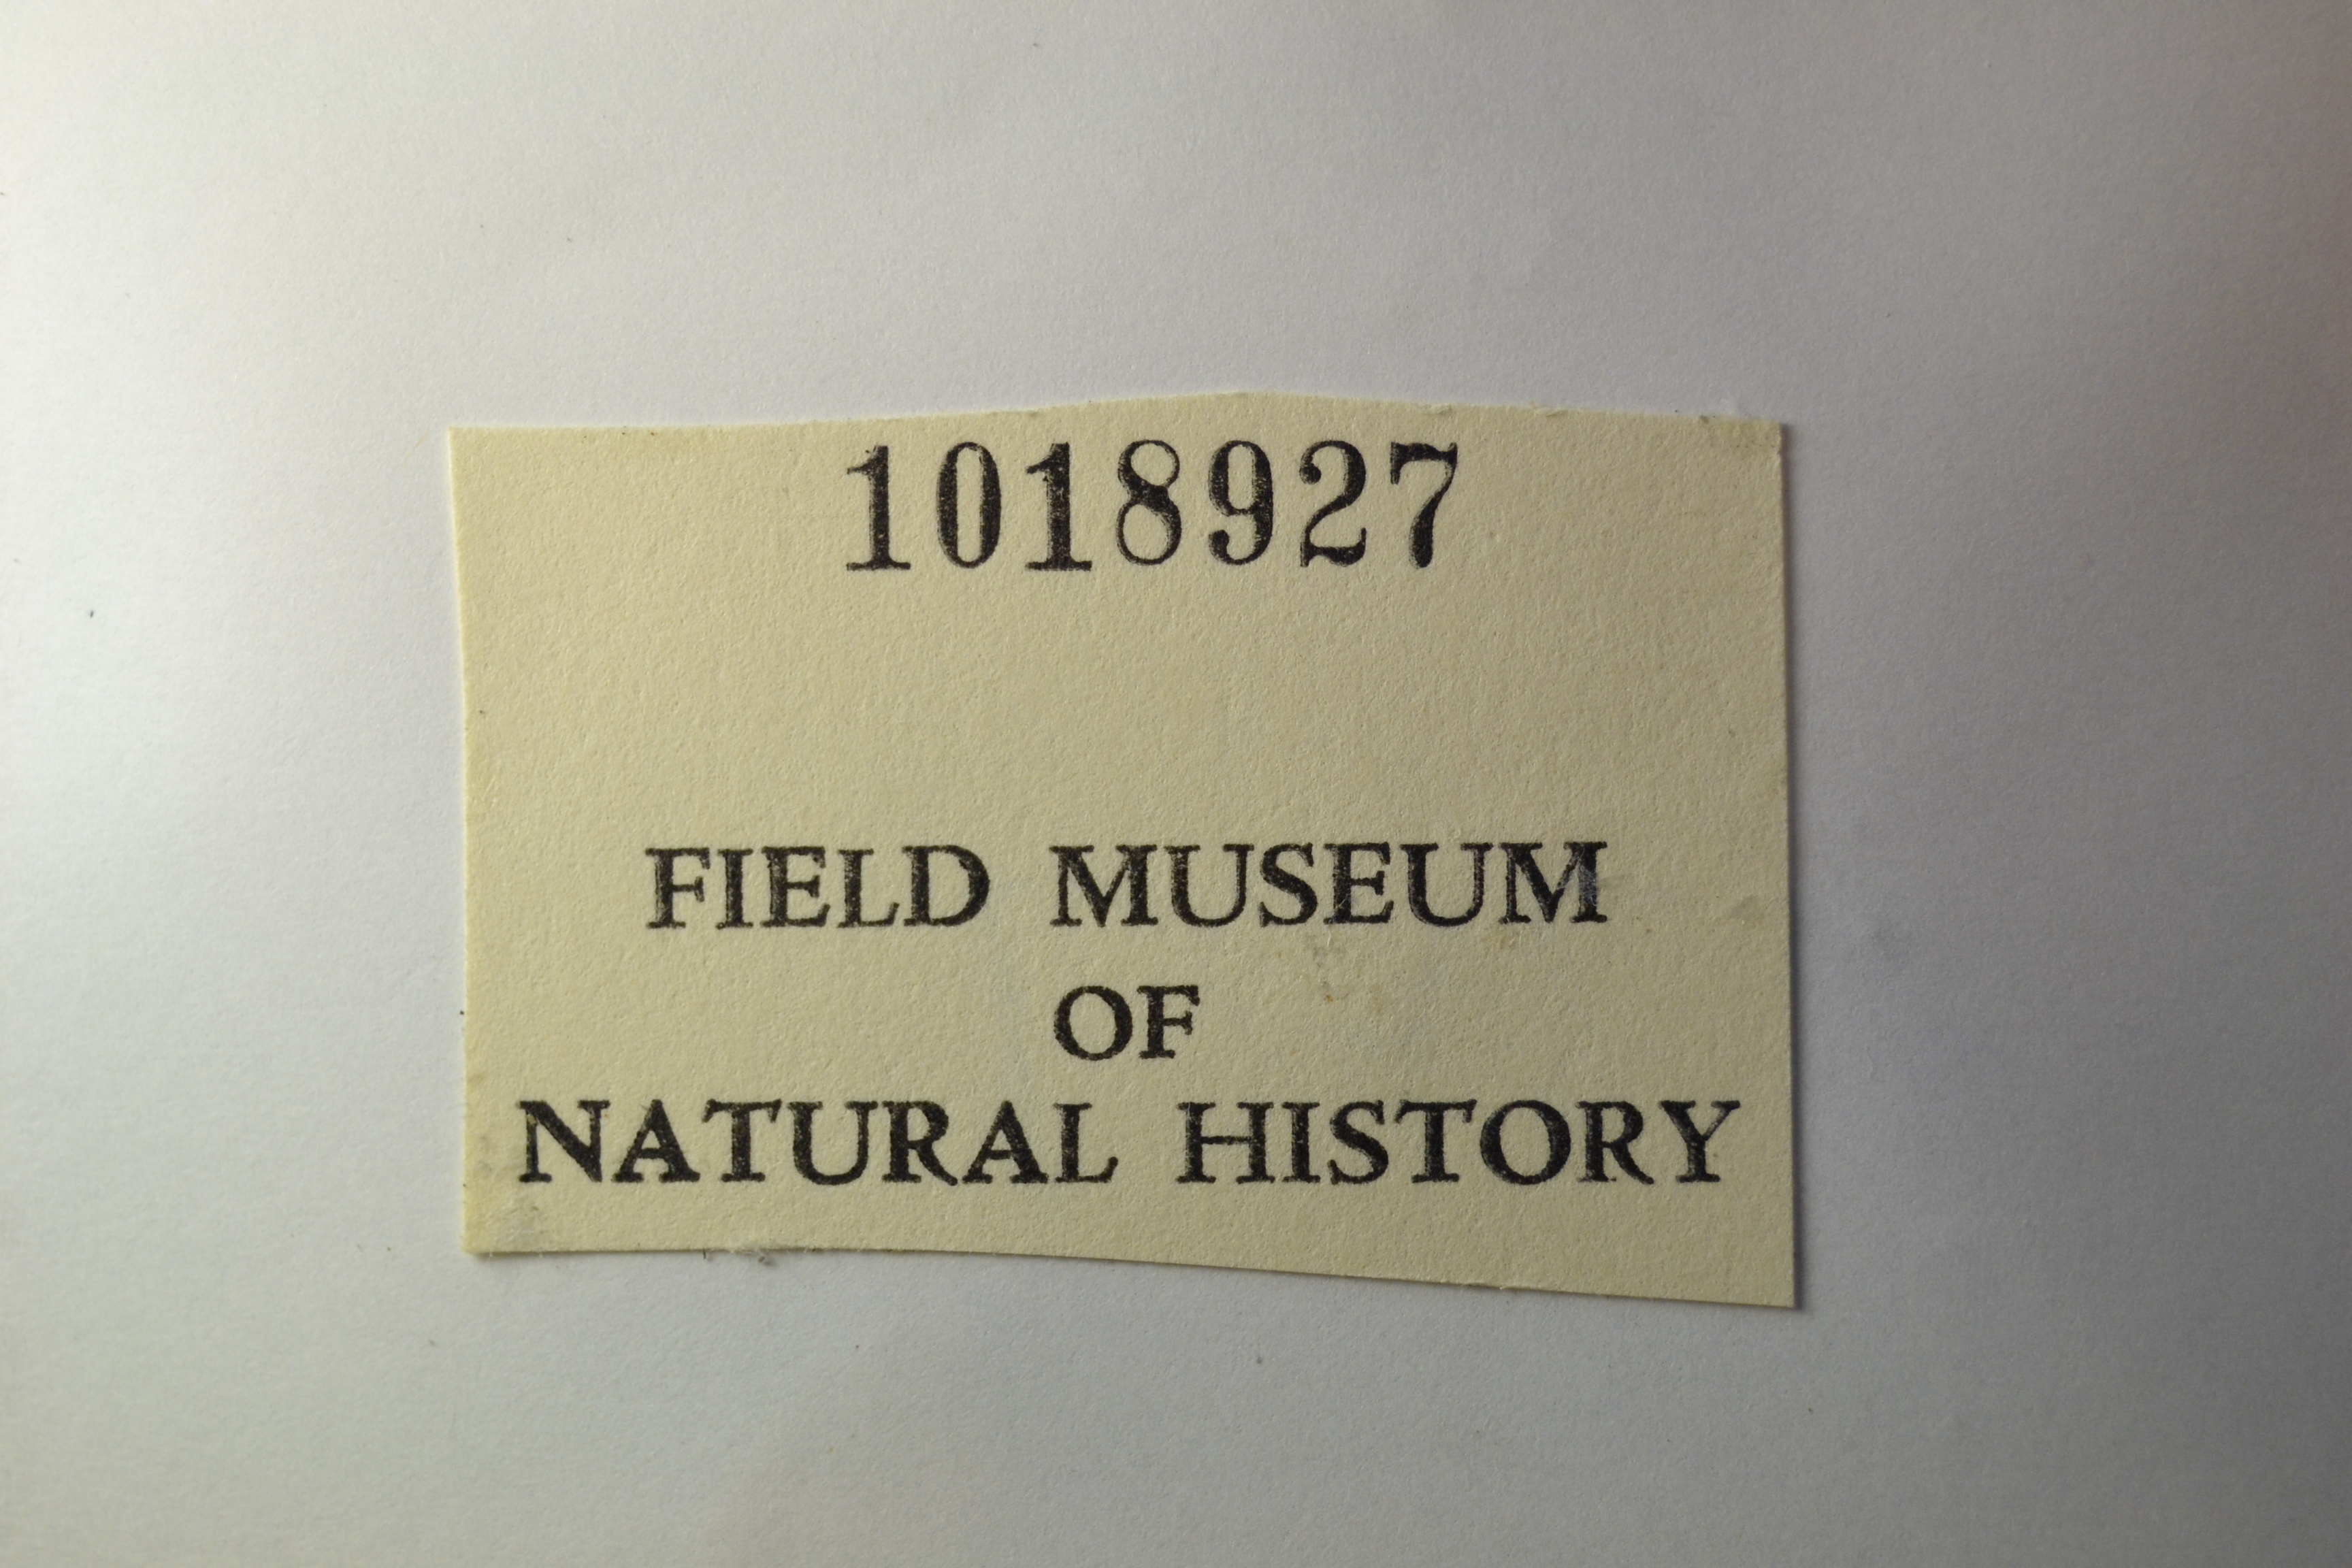 1018927
FIELD MUSEUM
OF
NATURAL HISTORY